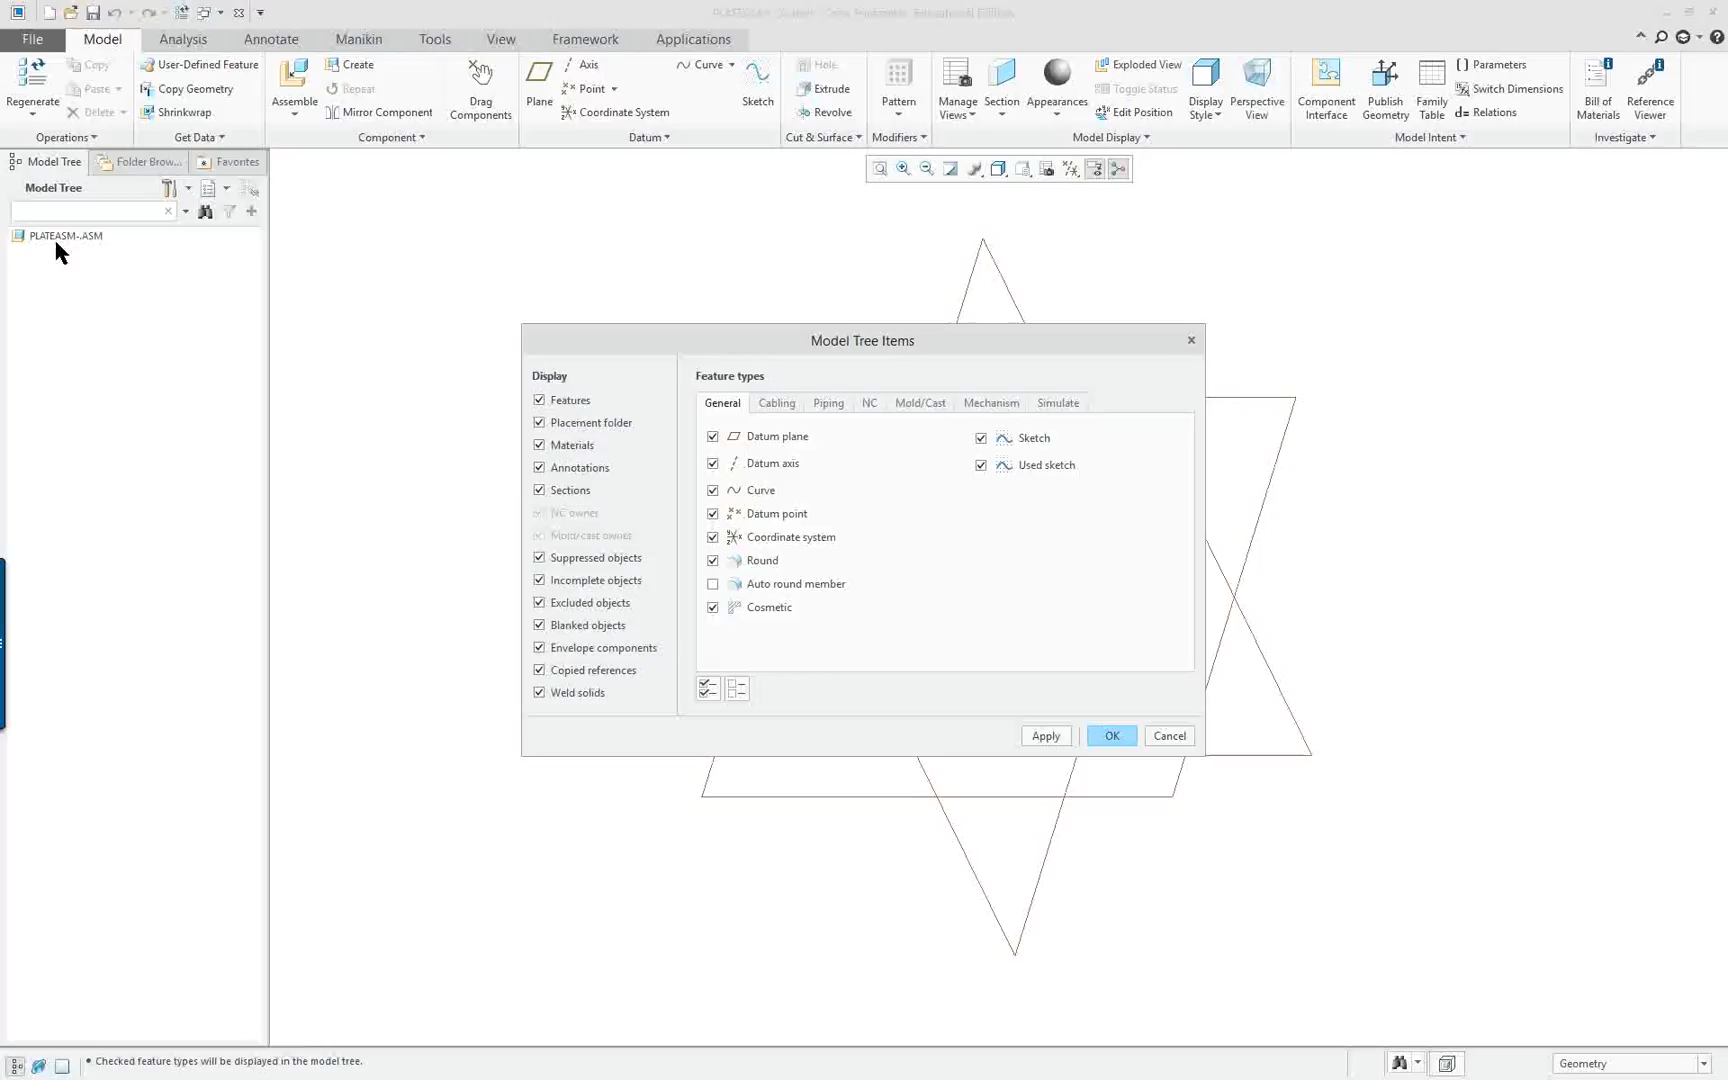 File Model Analysis Annotate Manikin Tools View Framework Applications
Regenerate
Copy
Paste
Delete
Operations
User-Defined Feature
Copy Geometry
Shrinkwrap
Get Data
Assemble
Create
Repeat
Mirror Component
Component
Drag
Components
Plane
Axis
Point
Coordinate System
Curve
Sketch
Datum
Hole
Extrude
Revolve
Cut & Surface
Pattern
Modifiers
Manage
Views
Section
Appearances
Exploded View
Toggle Status
Edit Position
Display
Style
Perspective
View
Model Display
Component
Interface
Publish
Geometry
Family
Table
Parameters
Switch Dimensions
d= Relations
Model Intent
Bill of
Materials
Reference
Viewer
Investigate
Model Tree Folder Brow... Favorites
Model Tree
PLATEASM-.ASM
Model Tree Items
Display
Features
Placement folder
Materials
Annotations
Sections
NC owner
Mold/cast owner
Suppressed objects
Incomplete objects
Excluded objects
Blanked objects
Envelope components
Copied references
Weld solids
Feature types
General Cabling Piping NC Mold/Cast Mechanism Simulate
Datum plane
Datum axis
Curve
Datum point
Coordinate system
Round
Auto round member
Cosmetic
Sketch
Used sketch
Apply OK Cancel
• Checked feature types will be displayed in the model tree.
Geometry